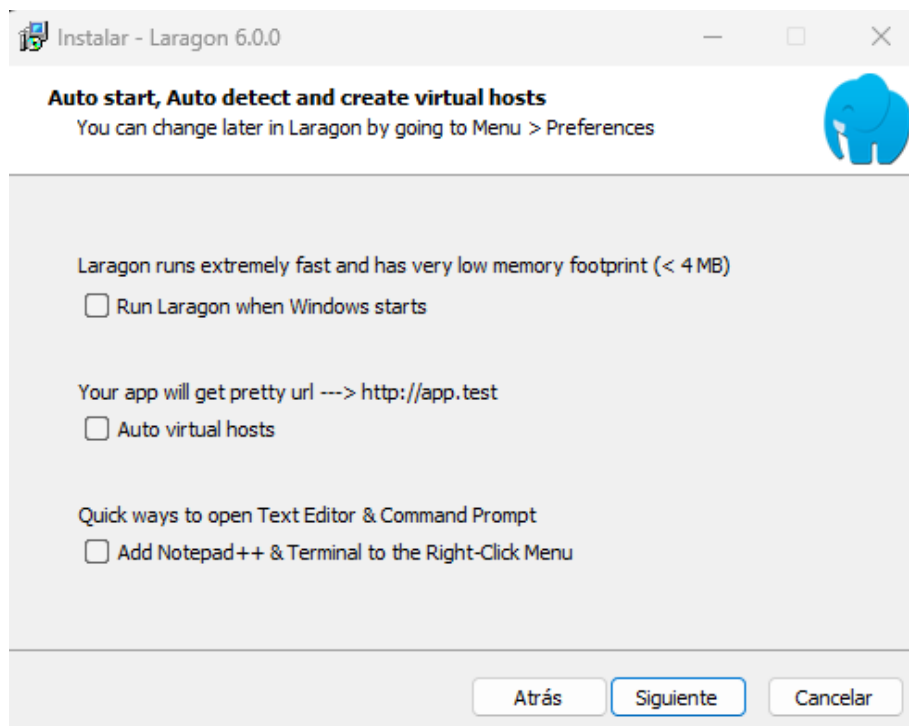 Instalar - Laragon 6.0.0
Auto start, Auto detect and create virtual hosts
You can change later in Laragon by going to Menu > Preferences
Laragon runs extremely fast and has very low memory footprint (< 4 MB)
Run Laragon when Windows starts
Your app will get pretty url ---> http://app.test
Auto virtual hosts
Quick ways to open Text Editor & Command Prompt
Add Notepad++ & Terminal to the Right-Click Menu
Atrás Siguiente Cancelar